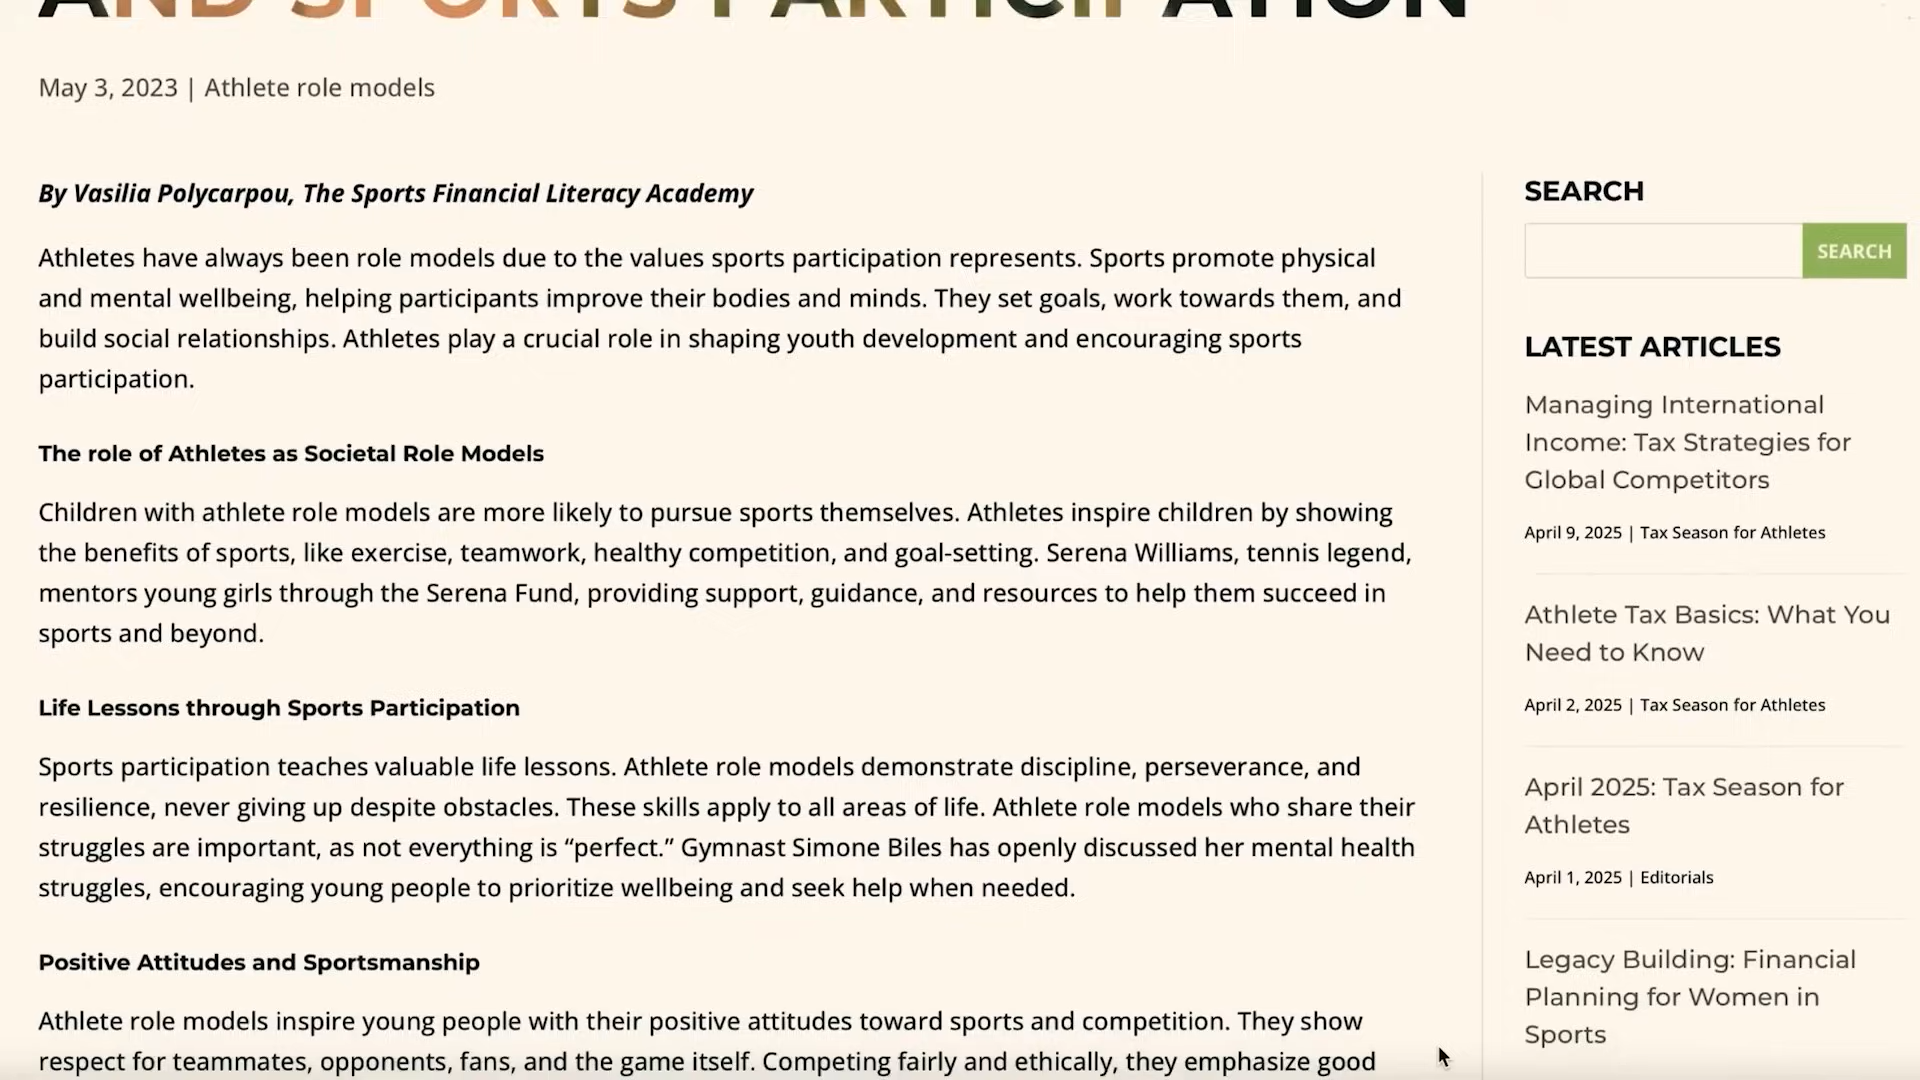 AND SPORTS PARTICIPATION
May 3, 2023 | Athlete role models
By Vasilia Polycarpou, The Sports Financial Literacy Academy
Athletes have always been role models due to the values sports participation represents. Sports promote physical
and mental wellbeing, helping participants improve their bodies and minds. They set goals, work towards them, and
build social relationships. Athletes play a crucial role in shaping youth development and encouraging sports
participation.
The role of Athletes as Societal Role Models
Children with athlete role models are more likely to pursue sports themselves. Athletes inspire children by showing
the benefits of sports, like exercise, teamwork, healthy competition, and goal-setting. Serena Williams, tennis legend,
mentors young girls through the Serena Fund, providing support, guidance, and resources to help them succeed in
sports and beyond.
Life Lessons through Sports Participation
Sports participation teaches valuable life lessons. Athlete role models demonstrate discipline, perseverance, and
resilience, never giving up despite obstacles. These skills apply to all areas of life. Athlete role models who share their
struggles are important, as not everything is “perfect.” Gymnast Simone Biles has openly discussed her mental health
struggles, encouraging young people to prioritize wellbeing and seek help when needed.
Positive Attitudes and Sportsmanship
Athlete role models inspire young people with their positive attitudes toward sports and competition. They show
respect for teammates, opponents, fans, and the game itself. Competing fairly and ethically, they emphasize good
SEARCH
SEARCH
LATEST ARTICLES
Managing International
Income: Tax Strategies for
Global Competitors
April 9, 2025 | Tax Season for Athletes
Athlete Tax Basics: What You
Need to Know
April 2, 2025 | Tax Season for Athletes
April 2025: Tax Season for
Athletes
April 1, 2025 | Editorials
Legacy Building: Financial
Planning for Women in
Sports